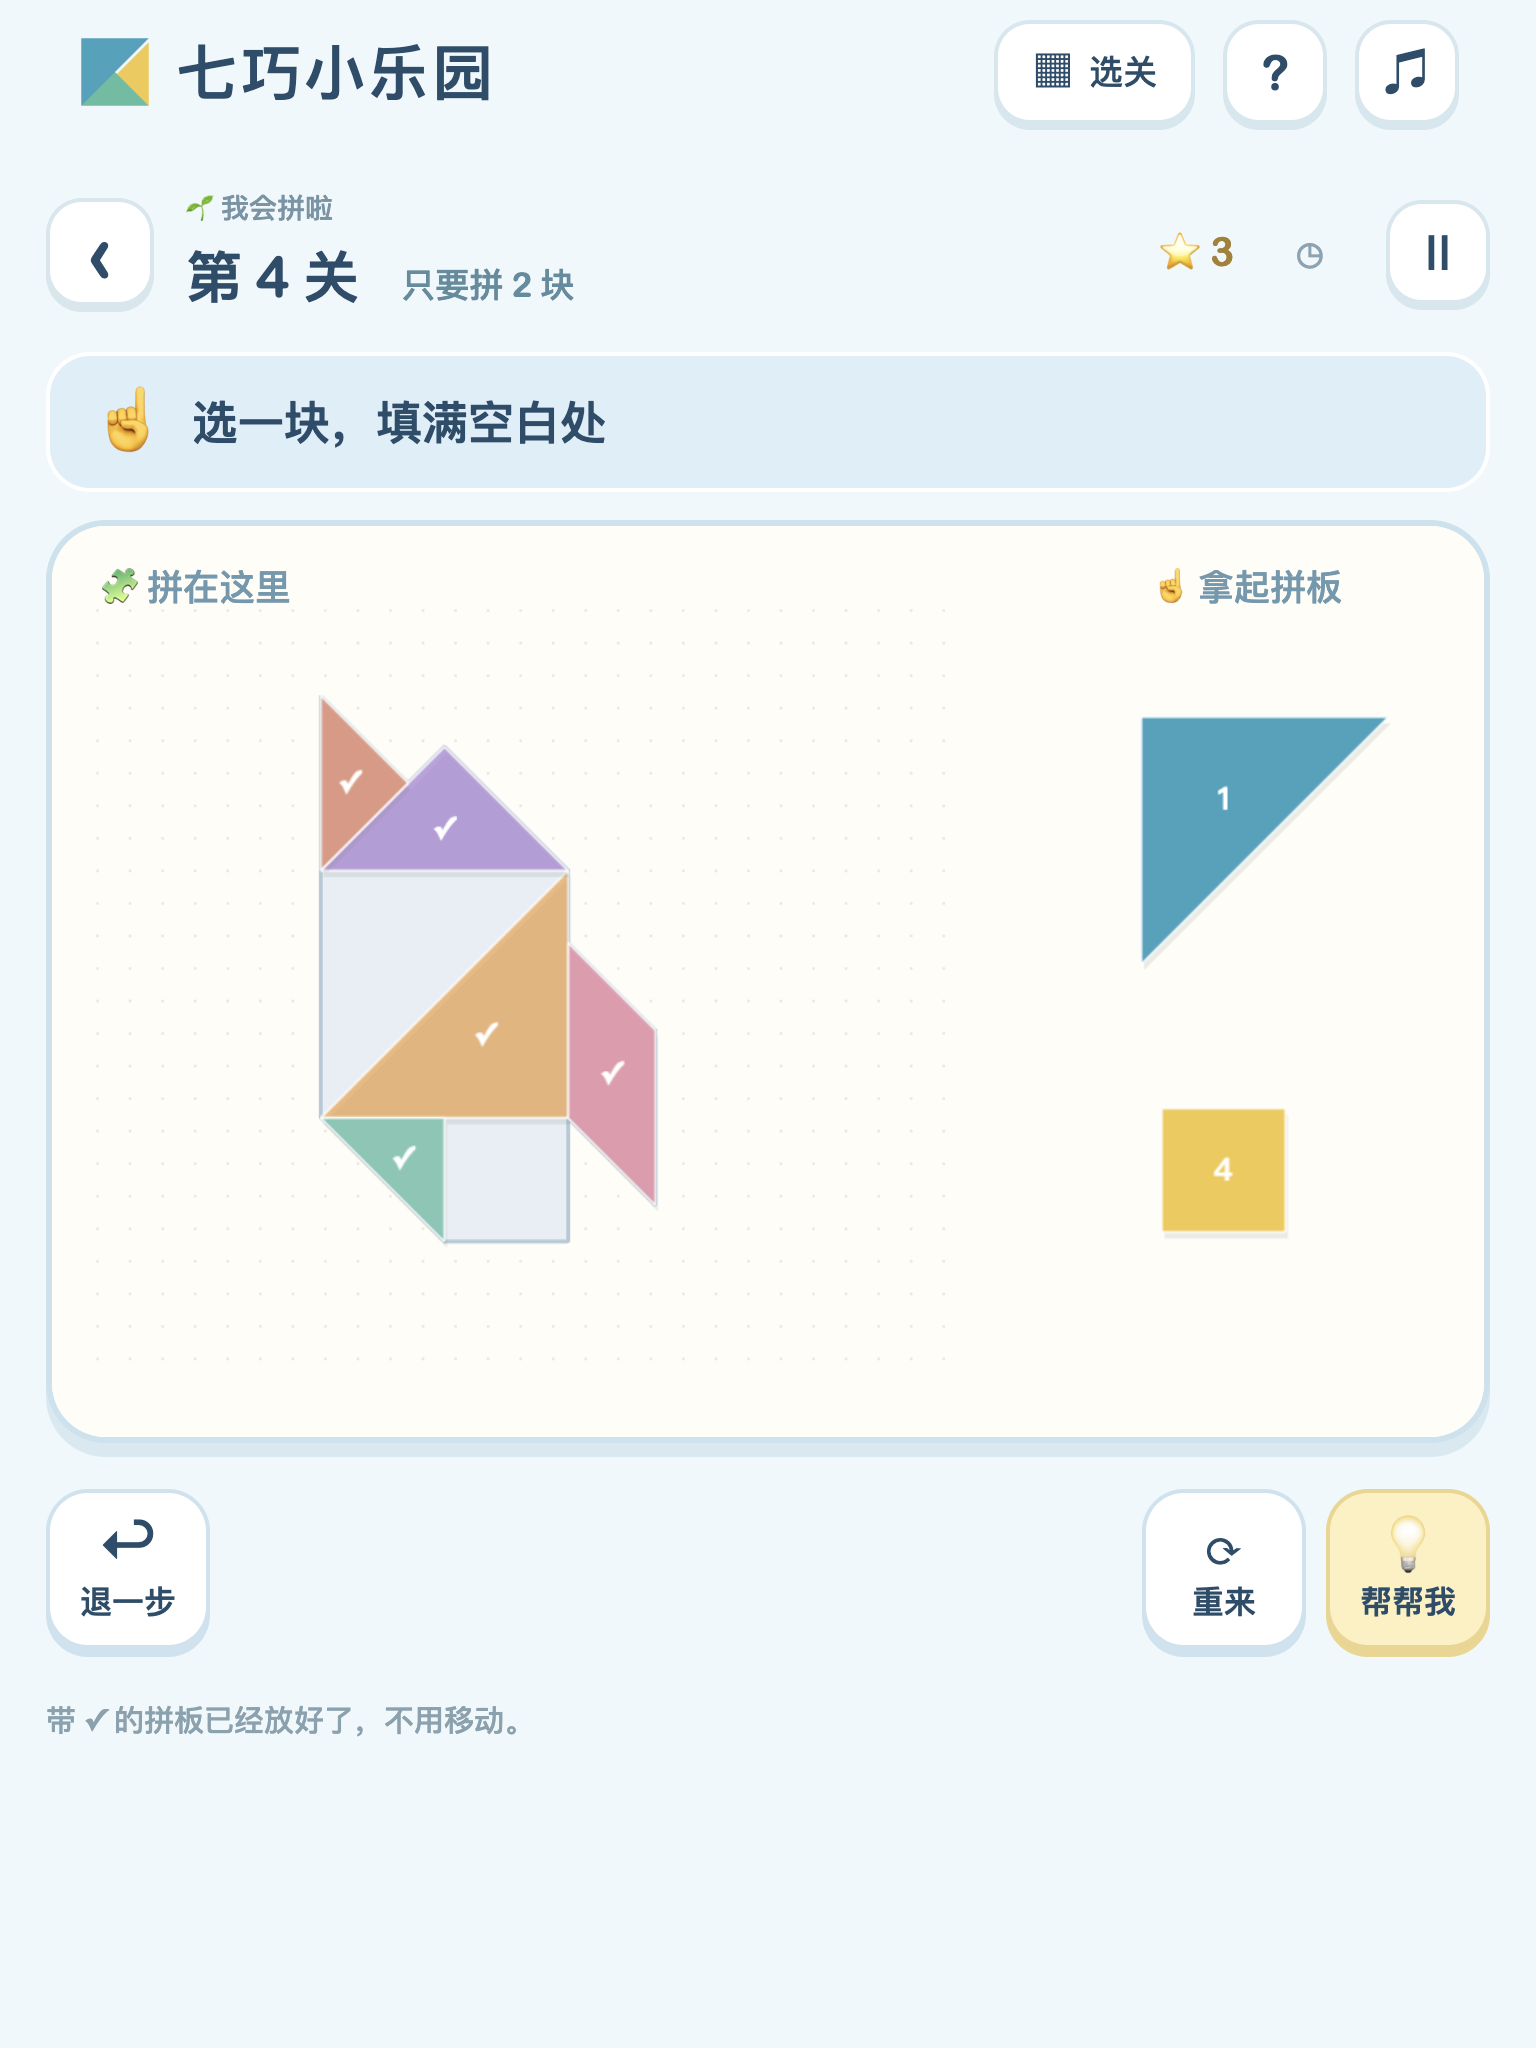 七巧小乐园
选关
?
我会拼啦
第 4 关 只要拼 2 块
3
选一块，填满空白处
拼在这里
拿起拼板
1
4
退一步
重来
帮帮我
带 ✓ 的拼板已经放好了，不用移动。